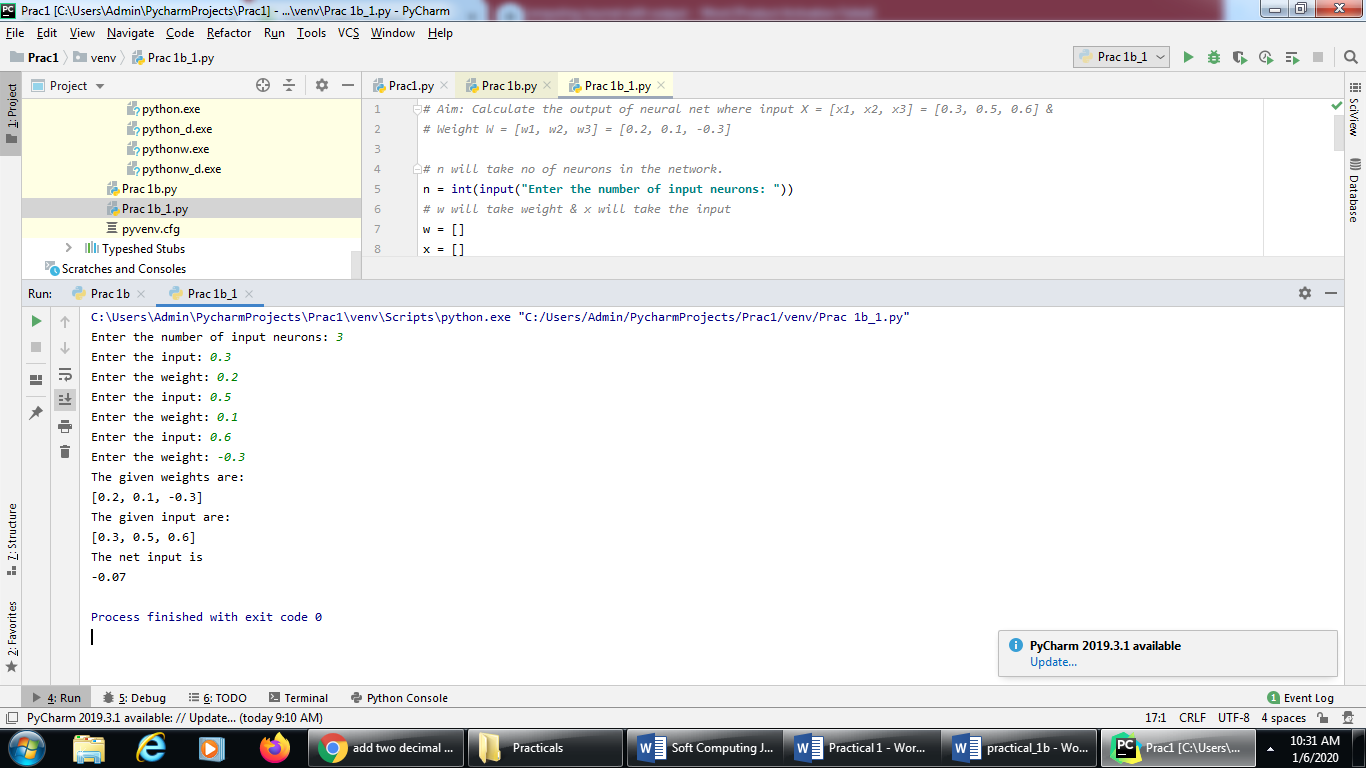 Prac1 [C:\Users\Admin\PycharmProjects\Prac1] - ...\venv\Prac 1b_1.py - PyCharm
File Edit View Navigate Code Refactor Run Tools VCS Window Help
Prac1 venv Prac 1b_1.py
Prac 1b_1
1: Project
Project
Prac1.py Prac 1b.py Prac 1b_1.py
python.exe
python_d.exe
pythonw.exe
pythonw_d.exe
Prac 1b.py
Prac 1b_1.py
pyvenv.cfg
Typeshed Stubs
Scratches and Consoles
1 # Aim: Calculate the output of neural net where input X = [x1, x2, x3] = [0.3, 0.5, 0.6] &
2 # Weight W = [w1, w2, w3] = [0.2, 0.1, -0.3]
3
4 # n will take no of neurons in the network.
5 n = int(input("Enter the number of input neurons: "))
6 # w will take weight & x will take the input
7 w = []
8 x = []
SciView
Database
Run: Prac 1b Prac 1b_1
C:\Users\Admin\PycharmProjects\Prac1\venv\Scripts\python.exe "C:/Users/Admin/PycharmProjects/Prac1/venv/Prac 1b_1.py"
Enter the number of input neurons: 3
Enter the input: 0.3
Enter the weight: 0.2
Enter the input: 0.5
Enter the weight: 0.1
Enter the input: 0.6
Enter the weight: -0.3
The given weights are:
[0.2, 0.1, -0.3]
The given input are:
[0.3, 0.5, 0.6]
The net input is
-0.07
Process finished with exit code 0
7: Structure
2: Favorites
PyCharm 2019.3.1 available
Update...
4: Run 5: Debug 6: TODO Terminal Python Console 1 Event Log
PyCharm 2019.3.1 available: // Update... (today 9:10 AM) 17:1 CRLF UTF-8 4 spaces
add two decimal ... Practicals Soft Computing J... Practical 1 - Wor... practical_1b - Wo... PC Prac1 [C:\Users\...
10:31 AM
1/6/2020